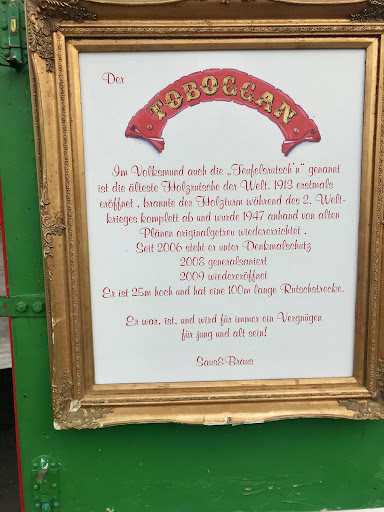 Der
TOBOGGAN
Im Volksmund auch die „Teufelsrutsch'n" genannt
ist die älteste Holzrutsche der Welt. 1913 erstmals
eröffnet . brannte der Holzturm während des 2. Welt-
krieges komplett ab und wurde 1947 anhand von alten
Plänen originalgetreu wiedererrichtet .
Seit 2006 steht er unter Denkmalschutz
2008 generalsaniert
2009 wiedereröffnet
Er ist 25m hoch und hat eine 100m lange Rutschstrecke.
Er war. ist. und wird für immer ein Vergnügen
für jung und alt sein!
Saus&Braus